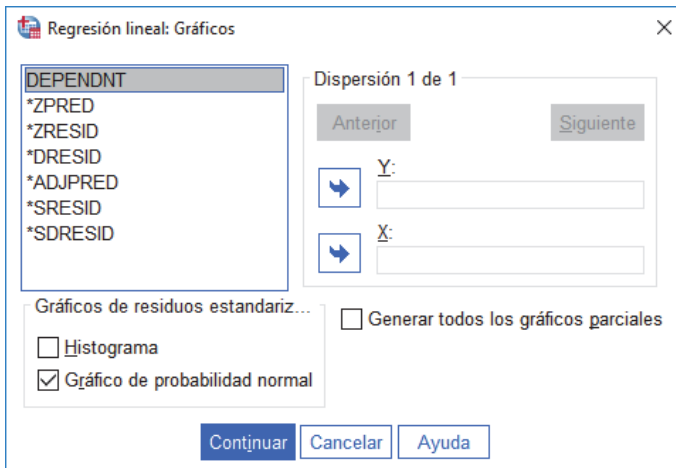 Regresión lineal: Gráficos
DEPENDNT
*ZPRED
*ZRESID
*DRESID
*ADJPRED
*SRESID
*SDRESID
Dispersión 1 de 1
Anterior
Siguiente
Y:
X:
Gráficos de residuos estandariz...
Histograma
Gráfico de probabilidad normal
Generar todos los gráficos parciales
Continuar
Cancelar
Ayuda